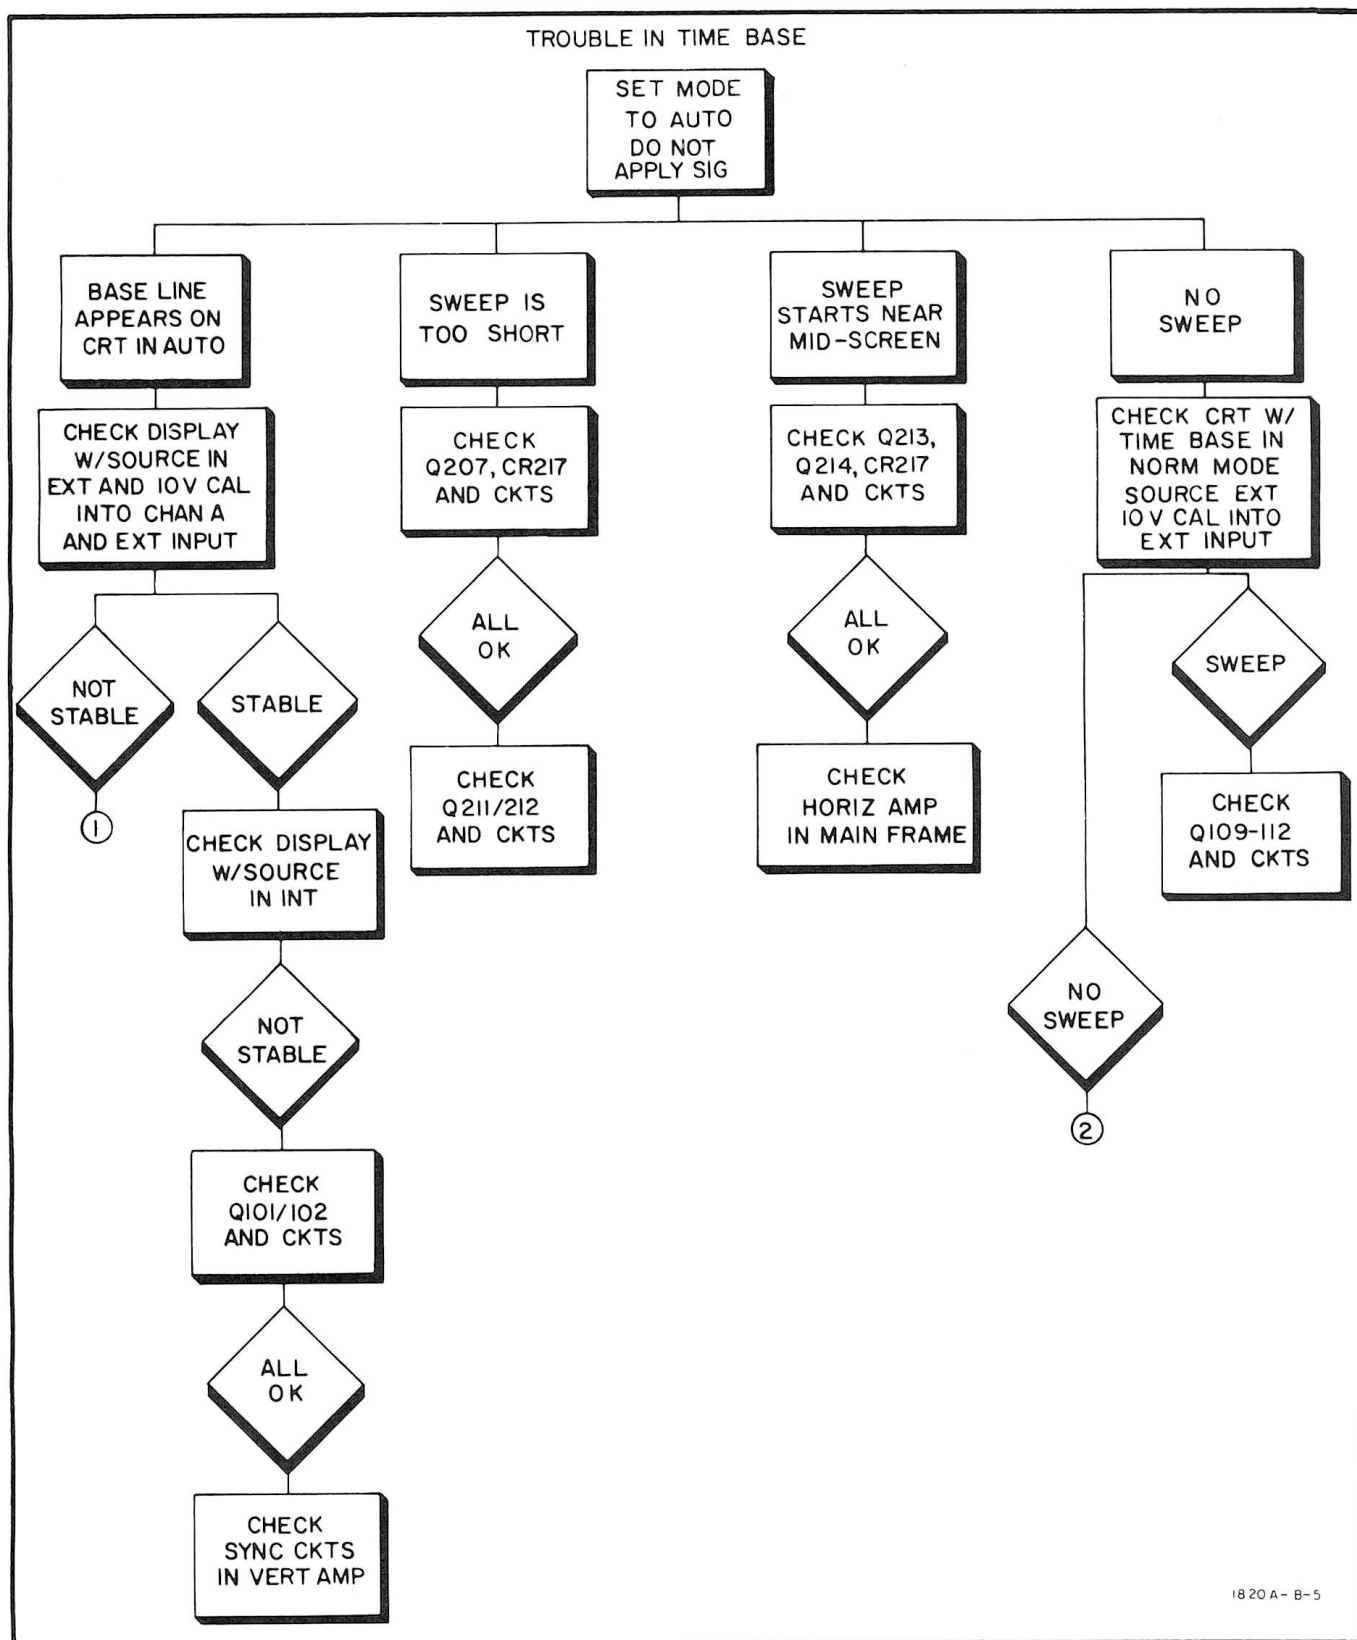 TROUBLE IN TIME BASE
SET MODE
TO AUTO
DO NOT
APPLY SIG
BASE LINE
APPEARS ON
CRT IN AUTO
SWEEP IS
TOO SHORT
SWEEP
STARTS NEAR
MID-SCREEN
NO
SWEEP
CHECK DISPLAY
W/SOURCE IN
EXT AND 10V CAL
INTO CHAN A
AND EXT INPUT
CHECK
Q207, CR217
AND CKTS
CHECK Q213,
Q214, CR217
AND CKTS
CHECK CRT W/
TIME BASE IN
NORM MODE
SOURCE EXT
10V CAL INTO
EXT INPUT
NOT
STABLE
STABLE
ALL
OK
ALL
OK
SWEEP
1
CHECK DISPLAY
W/SOURCE
IN INT
CHECK
Q211/212
AND CKTS
CHECK
HORIZ AMP
IN MAIN FRAME
CHECK
Q109-112
AND CKTS
NOT
STABLE
NO
SWEEP
2
CHECK
Q101/102
AND CKTS
ALL
OK
CHECK
SYNC CKTS
IN VERT AMP
1820A-B-5